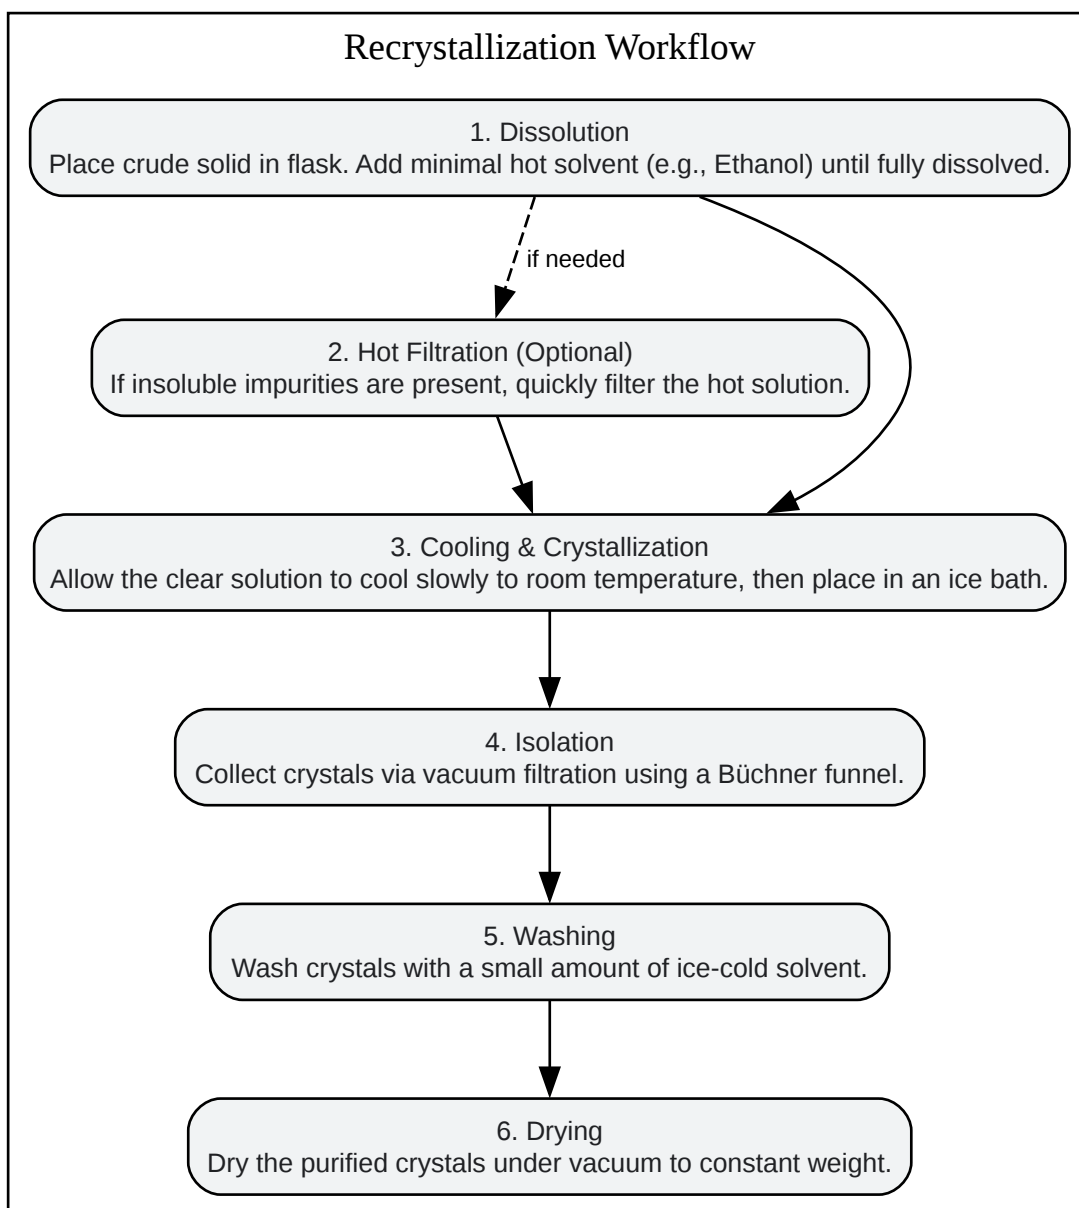 Recrystallization Workflow
1. Dissolution
Place crude solid in flask. Add minimal hot solvent (e.g., Ethanol) until fully dissolved.
if needed
2. Hot Filtration (Optional)
If insoluble impurities are present, quickly filter the hot solution.
3. Cooling & Crystallization
Allow the clear solution to cool slowly to room temperature, then place in an ice bath.
4. Isolation
Collect crystals via vacuum filtration using a Büchner funnel.
5. Washing
Wash crystals with a small amount of ice-cold solvent.
6. Drying
Dry the purified crystals under vacuum to constant weight.